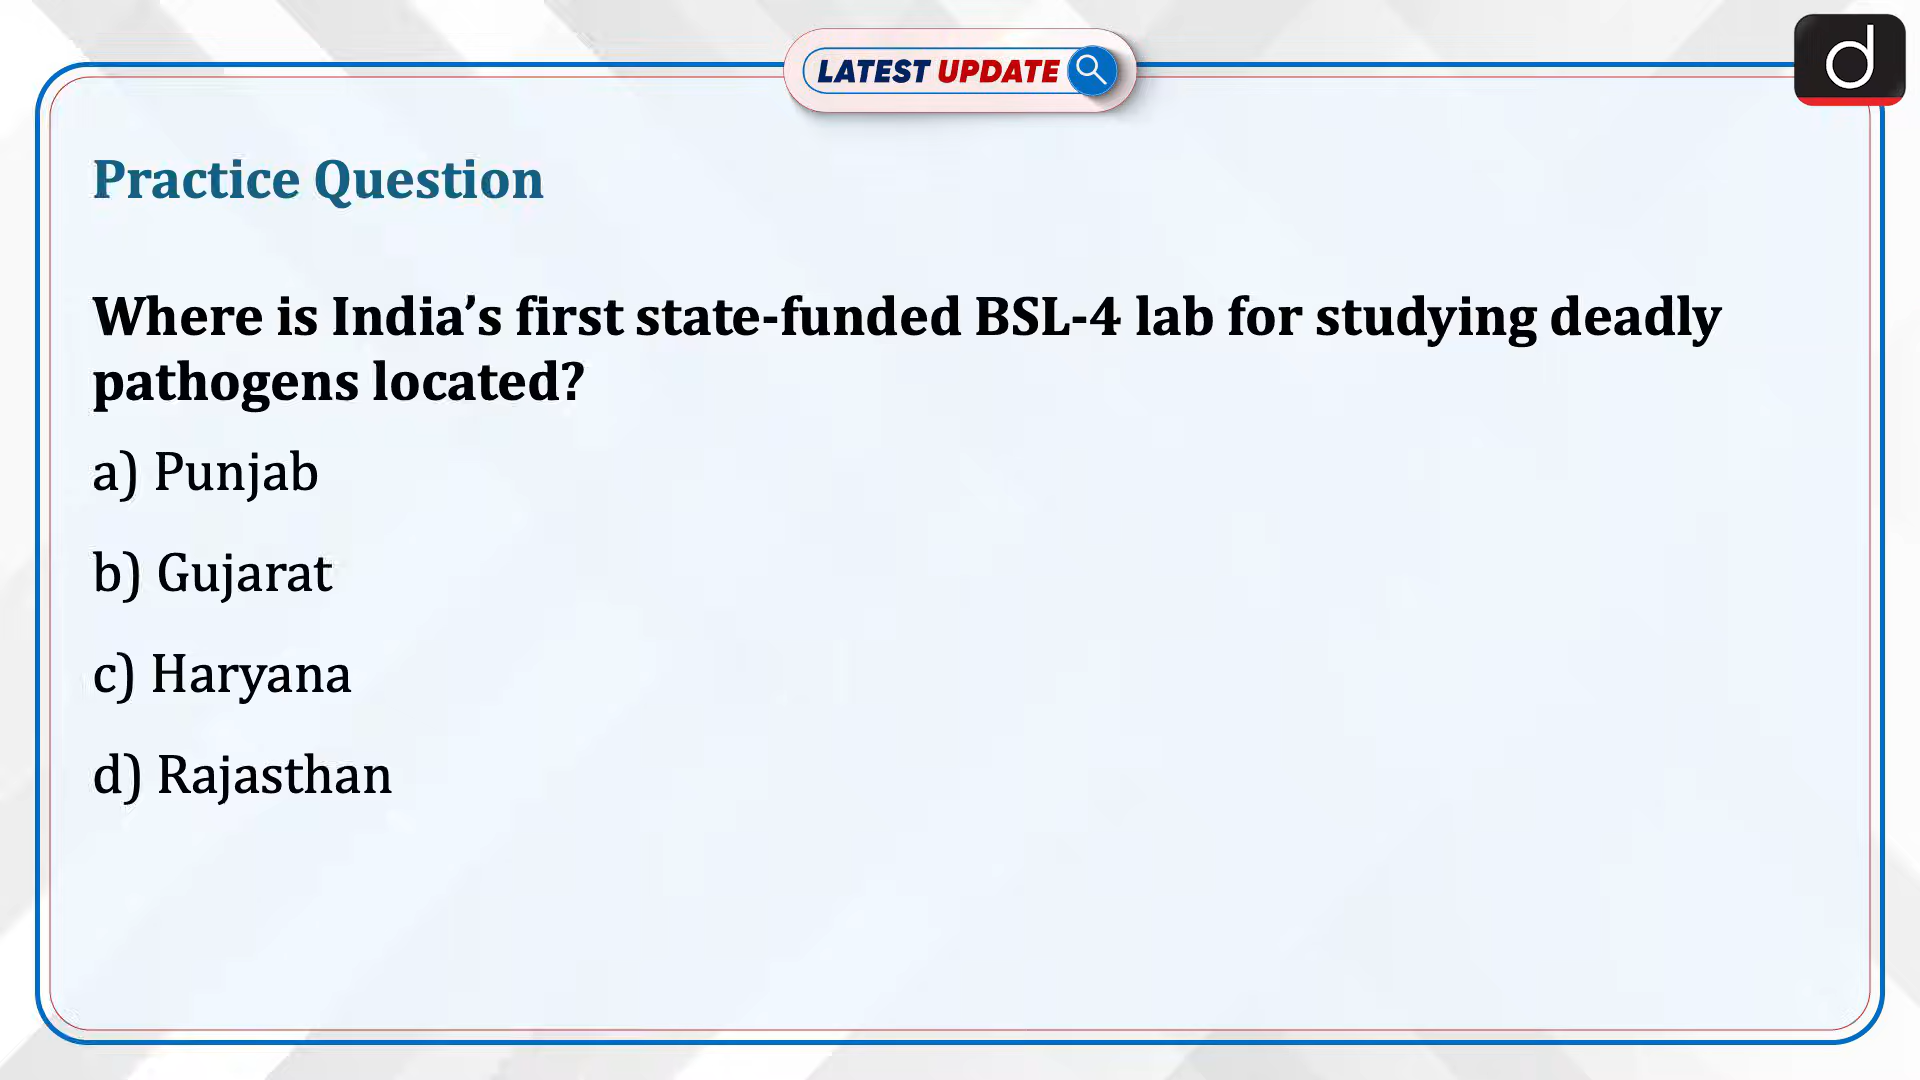 LATEST UPDATE
d
Practice Question
Where is India’s first state-funded BSL-4 lab for studying deadly
pathogens located?
a) Punjab
b) Gujarat
c) Haryana
d) Rajasthan